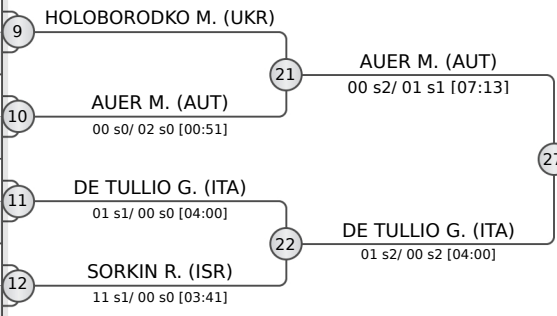 9
HOLOBORODKO M. (UKR)
21
AUER M. (AUT)
00 s2/ 01 s1 [07:13]
10
AUER M. (AUT)
00 s0/ 02 s0 [00:51]
27
11
DE TULLIO G. (ITA)
01 s1/ 00 s0 [04:00]
22
DE TULLIO G. (ITA)
01 s2/ 00 s2 [04:00]
12
SORKIN R. (ISR)
11 s1/ 00 s0 [03:41]